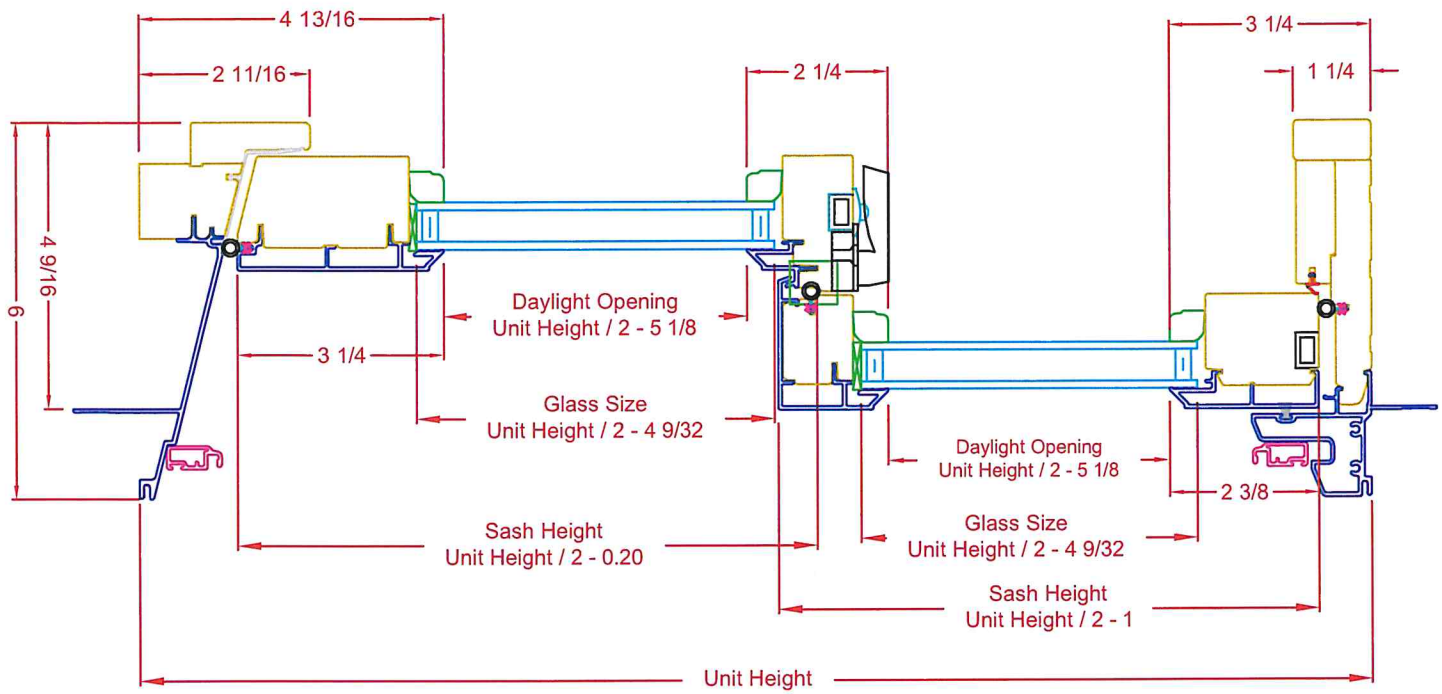 4 13/16
3 1/4
2 11/16
2 1/4
1 1/4
4 9/16
6
Daylight Opening
Unit Height / 2 - 5 1/8
3 1/4
Glass Size
Unit Height / 2 - 4 9/32
Daylight Opening
Unit Height / 2 - 5 1/8
2 3/8
Sash Height
Unit Height / 2 - 0.20
Glass Size
Unit Height / 2 - 4 9/32
Sash Height
Unit Height / 2 - 1
Unit Height